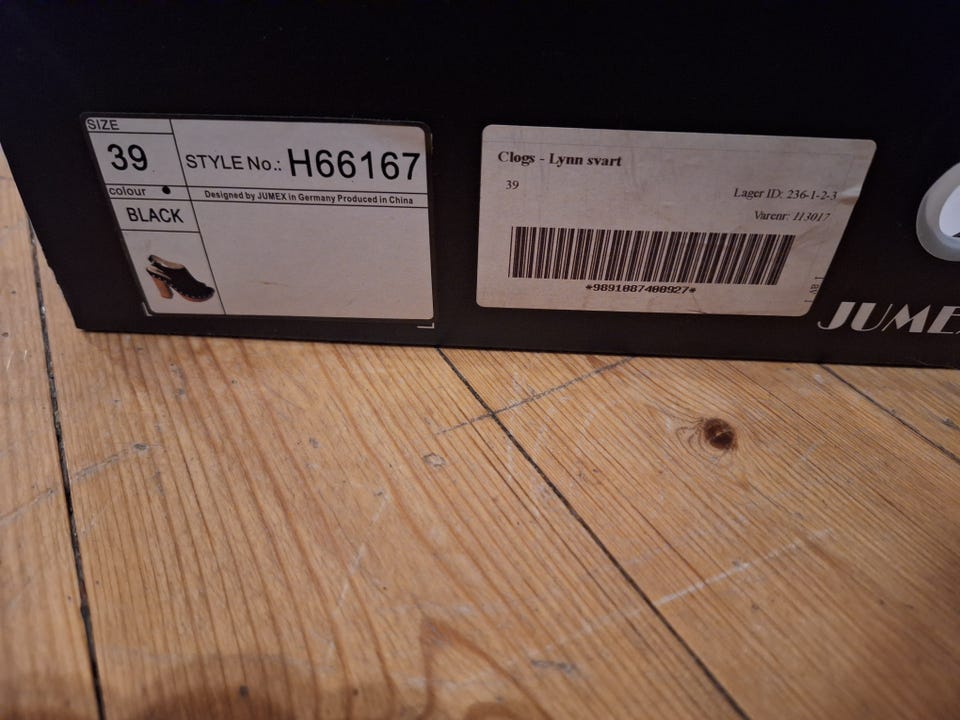 SIZE
39
STYLE No.: H66167
colour
Designed by JUMEX in Germany Produced in China
BLACK
Clogs - Lynn svart
39
Lager ID: 236-1-2-3
Varenr: 113017
*9891087400927*
JUMEX